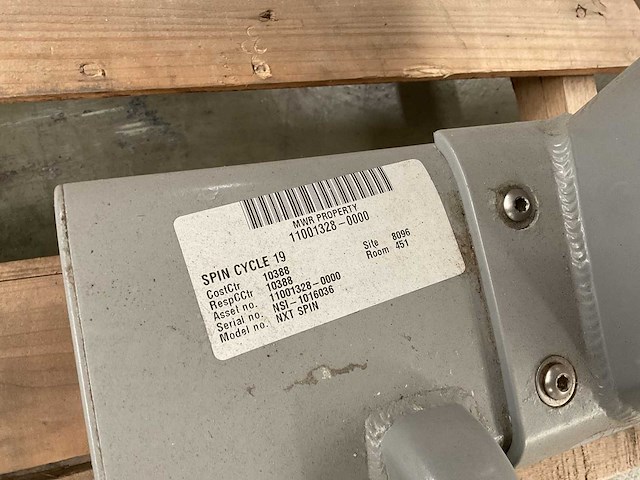 MWR PROPERTY
11001328-0000
SPIN CYCLE 19
CostCtr 10388 Site 8096
RespCCtr 10388 Room 451
Asset no. 11001328-0000
Serial no. NSI-1016036
Model no. NXT SPIN